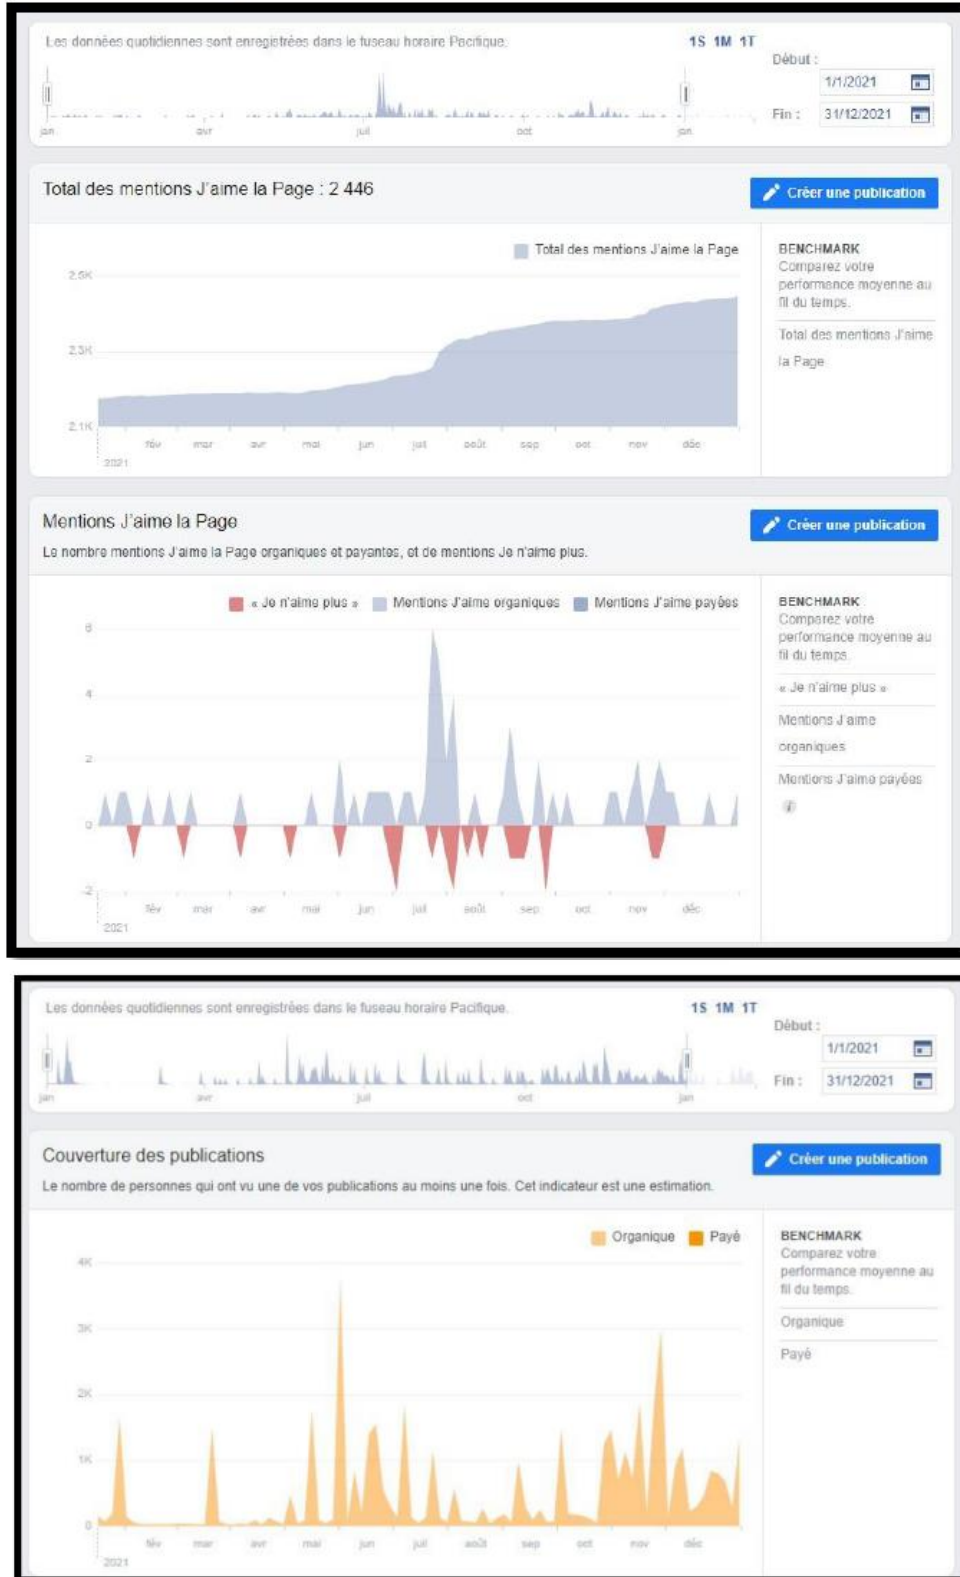 Les données quotidiennes sont enregistrées dans le fuseau horaire Pacifique.
1S 1M 1T
Début :
1/1/2021
Fin :
31/12/2021
jan avr juil oct jan
Total des mentions J'aime la Page : 2 446
Créer une publication
Total des mentions J'aime la Page
BENCHMARK
Comparez votre
performance moyenne au
fil du temps.
Total des mentions J'aime
la Page
2,5K
2,3K
2,1K
fév mar avr mai jun juil août sep oct nov déc
2021
Mentions J'aime la Page
Le nombre mentions J'aime la Page organiques et payantes, et de mentions Je n'aime plus.
Créer une publication
« Je n'aime plus » Mentions J'aime organiques Mentions J'aime payées
BENCHMARK
Comparez votre
performance moyenne au
fil du temps.
« Je n'aime plus »
Mentions J'aime
organiques
Mentions J'aime payées
i
6
4
2
0
-2
fév mar avr mai jun juil août sep oct nov déc
2021
Les données quotidiennes sont enregistrées dans le fuseau horaire Pacifique.
1S 1M 1T
Début :
1/1/2021
Fin :
31/12/2021
jan avr juil oct jan
Couverture des publications
Le nombre de personnes qui ont vu une de vos publications au moins une fois. Cet indicateur est une estimation.
Créer une publication
Organique Payé
BENCHMARK
Comparez votre
performance moyenne au
fil du temps.
Organique
Payé
4K
3K
2K
1K
0
fév mar avr mai jun juil août sep oct nov déc
2021